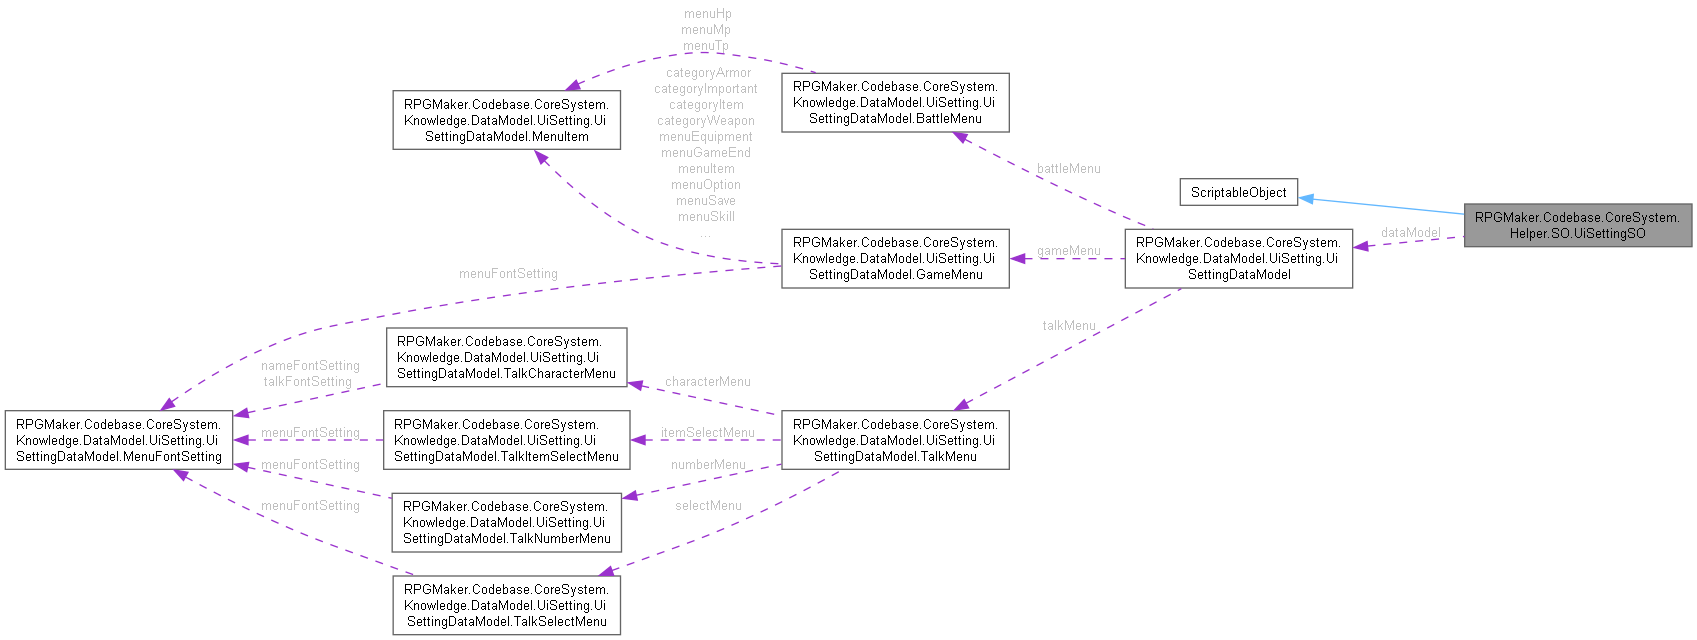 menuHp
menuMp
menuTp
categoryArmor
categoryImportant
categoryItem
categoryWeapon
menuEquipment
menuGameEnd
menuItem
menuOption
menuSave
menuSkill
...
RPGMaker.Codebase.CoreSystem.
Knowledge.DataModel.UiSetting.Ui
SettingDataModel.MenuItem
RPGMaker.Codebase.CoreSystem.
Knowledge.DataModel.UiSetting.Ui
SettingDataModel.BattleMenu
battleMenu
ScriptableObject
RPGMaker.Codebase.CoreSystem.
Helper.SO.UiSettingSO
dataModel
RPGMaker.Codebase.CoreSystem.
Knowledge.DataModel.UiSetting.Ui
SettingDataModel
gameMenu
RPGMaker.Codebase.CoreSystem.
Knowledge.DataModel.UiSetting.Ui
SettingDataModel.GameMenu
menuFontSetting
talkMenu
RPGMaker.Codebase.CoreSystem.
Knowledge.DataModel.UiSetting.Ui
SettingDataModel.TalkCharacterMenu
nameFontSetting
talkFontSetting
characterMenu
RPGMaker.Codebase.CoreSystem.
Knowledge.DataModel.UiSetting.Ui
SettingDataModel.MenuFontSetting
menuFontSetting
RPGMaker.Codebase.CoreSystem.
Knowledge.DataModel.UiSetting.Ui
SettingDataModel.TalkItemSelectMenu
itemSelectMenu
RPGMaker.Codebase.CoreSystem.
Knowledge.DataModel.UiSetting.Ui
SettingDataModel.TalkMenu
menuFontSetting
numberMenu
RPGMaker.Codebase.CoreSystem.
Knowledge.DataModel.UiSetting.Ui
SettingDataModel.TalkNumberMenu
menuFontSetting
selectMenu
RPGMaker.Codebase.CoreSystem.
Knowledge.DataModel.UiSetting.Ui
SettingDataModel.TalkSelectMenu